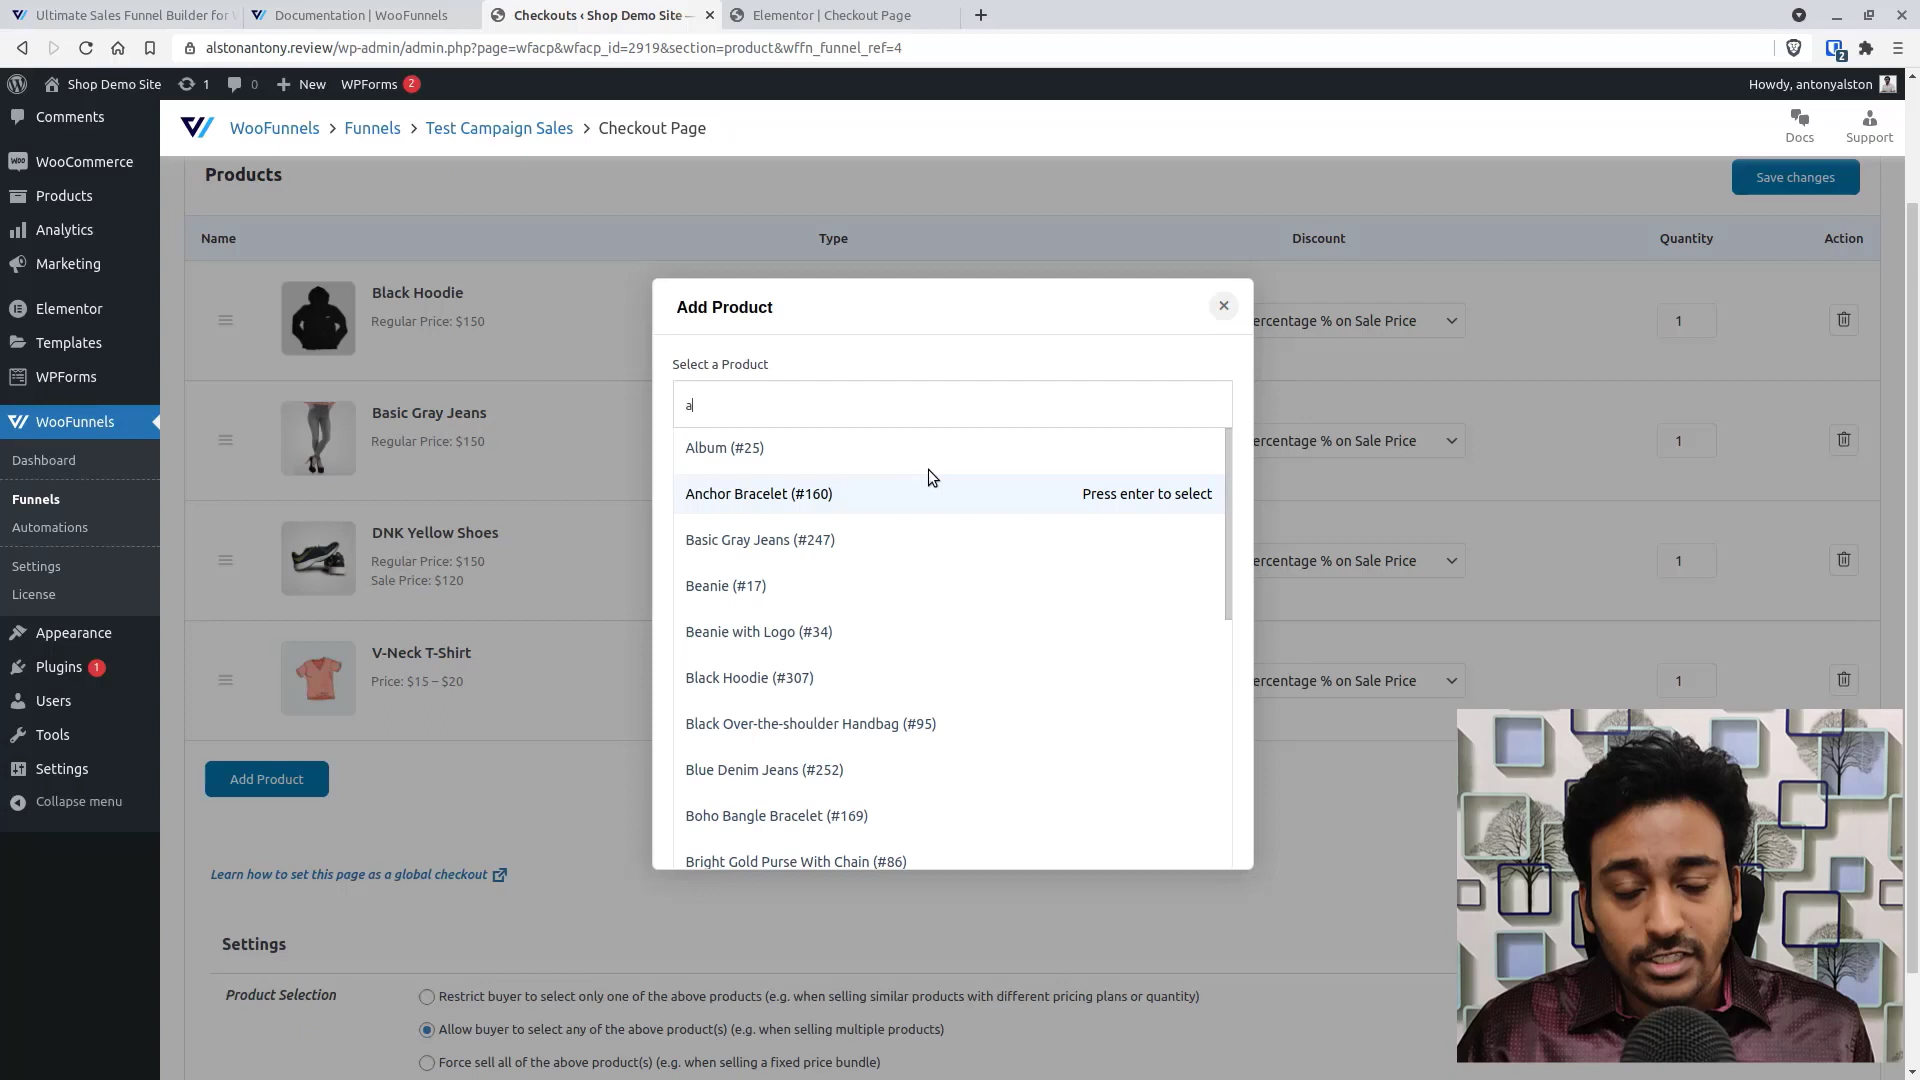 Ultimate Sales Funnel Builder for
Documentation | WooFunnels
Checkouts ‹ Shop Demo Site —
Elementor | Checkout Page
alstonantony.review/wp-admin/admin.php?page=wfacp&wfacp_id=2919&section=product&wffn_funnel_ref=4
2
Shop Demo Site
1
0
New
WPForms 2
Howdy, antonyalston
Comments
WooCommerce
Products
Analytics
Marketing
Elementor
Templates
WPForms
WooFunnels
Dashboard
Funnels
Automations
Settings
License
Appearance
Plugins 1
Users
Tools
Settings
Collapse menu
WooFunnels > Funnels > Test Campaign Sales > Checkout Page
Docs
Support
Products
Save changes
Name
Type
Discount
Quantity
Action
Black Hoodie
Regular Price: $150
ercentage % on Sale Price
1
Basic Gray Jeans
Regular Price: $150
ercentage % on Sale Price
1
DNK Yellow Shoes
Regular Price: $150
Sale Price: $120
ercentage % on Sale Price
1
V-Neck T-Shirt
Price: $15 – $20
ercentage % on Sale Price
1
Add Product
Add Product
Select a Product
a
Album (#25)
Anchor Bracelet (#160)
Press enter to select
Basic Gray Jeans (#247)
Beanie (#17)
Beanie with Logo (#34)
Black Hoodie (#307)
Black Over-the-shoulder Handbag (#95)
Blue Denim Jeans (#252)
Boho Bangle Bracelet (#169)
Bright Gold Purse With Chain (#86)
Learn how to set this page as a global checkout
Settings
Product Selection
Restrict buyer to select only one of the above products (e.g. when selling similar products with different pricing plans or quantity)
Allow buyer to select any of the above product(s) (e.g. when selling multiple products)
Force sell all of the above product(s) (e.g. when selling a fixed price bundle)